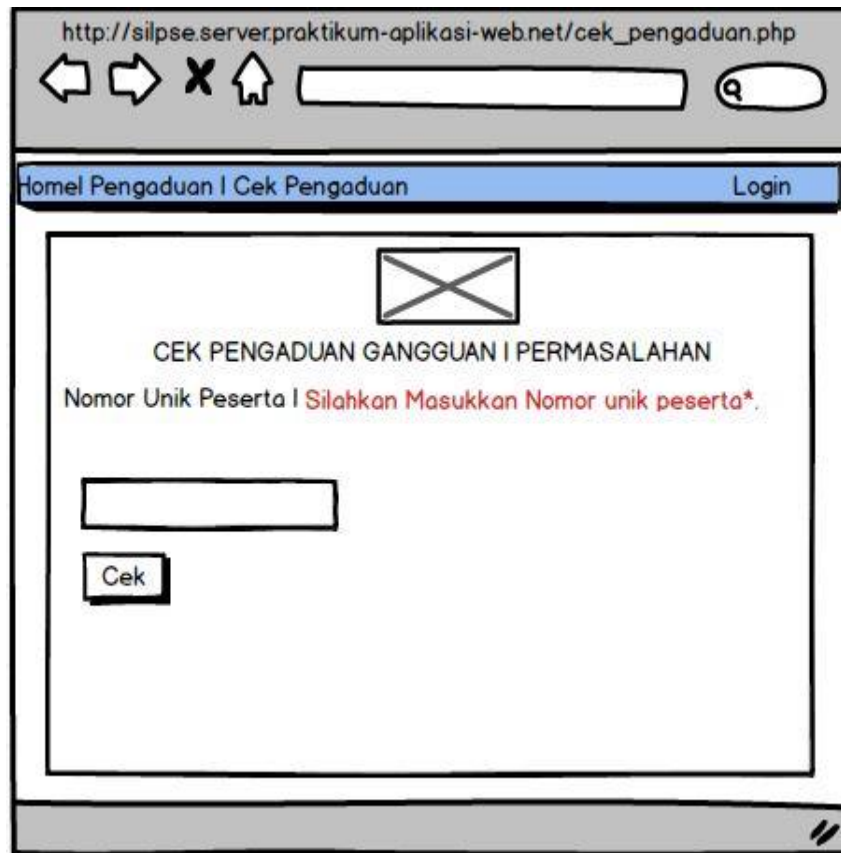 http://silpse.server.praktikum-aplikasi-web.net/cek_pengaduan.php
Home| Pengaduan | Cek Pengaduan Login
CEK PENGADUAN GANGGUAN | PERMASALAHAN
Nomor Unik Peserta | Silahkan Masukkan Nomor unik peserta*.
Cek